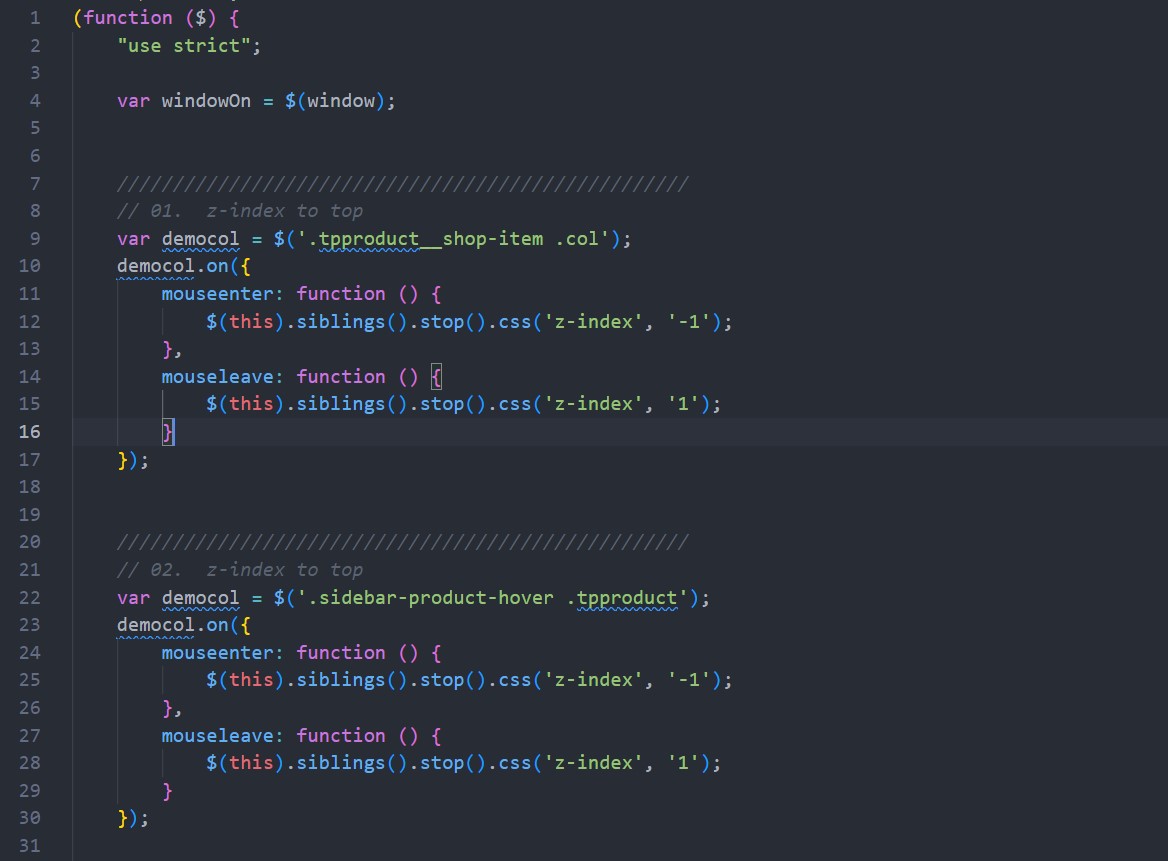 1 (function ($) {
2 "use strict";
3
4 var windowOn = $(window);
5
6
7 ///////////////////////////////////////////////////
8 // 01. z-index to top
9 var democol = $('.tpproduct__shop-item .col');
10 democol.on({
11 mouseenter: function () {
12 $(this).siblings().stop().css('z-index', '-1');
13 },
14 mouseleave: function () {
15 $(this).siblings().stop().css('z-index', '1');
16 }
17 });
18
19
20 ///////////////////////////////////////////////////
21 // 02. z-index to top
22 var democol = $('.sidebar-product-hover .tpproduct');
23 democol.on({
24 mouseenter: function () {
25 $(this).siblings().stop().css('z-index', '-1');
26 },
27 mouseleave: function () {
28 $(this).siblings().stop().css('z-index', '1');
29 }
30 });
31